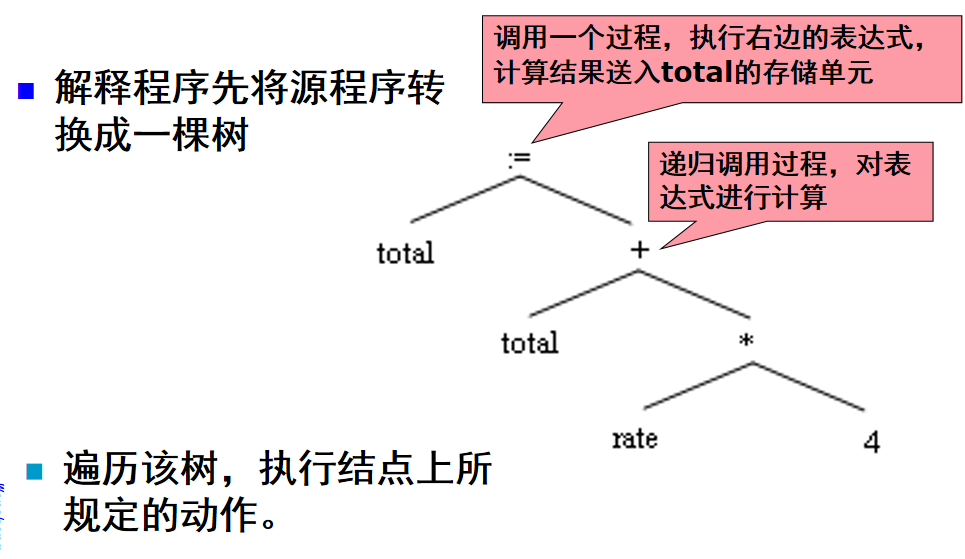 调用一个过程，执行右边的表达式，
计算结果送入total的存储单元
解释程序先将源程序转
换成一棵树
:=
递归调用过程，对表
达式进行计算
total
+
total
*
rate
4
遍历该树，执行结点上所
规定的动作。